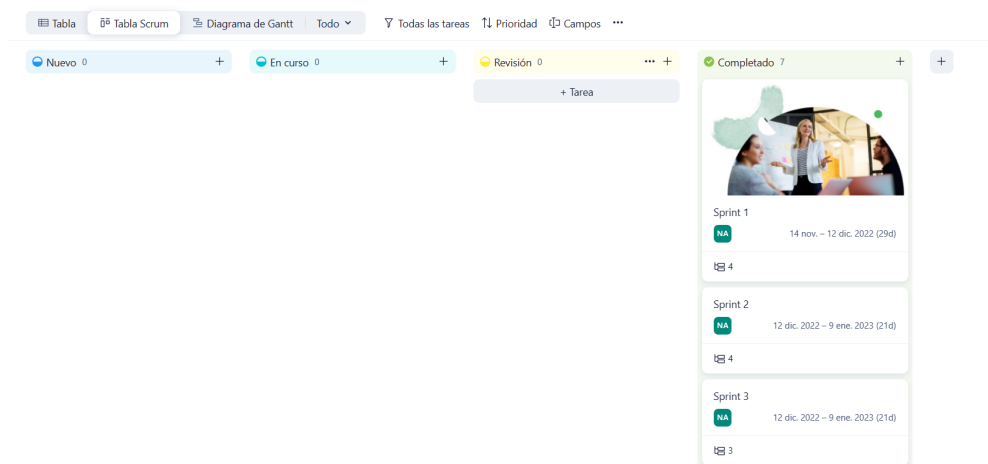 Tabla Tabla Scrum Diagrama de Gantt Todo Todas las tareas Prioridad Campos
Nuevo 0
En curso 0
Revisión 0
+ Tarea
Completado 7
Sprint 1
NA 14 nov. – 12 dic. 2022 (29d)
4
Sprint 2
NA 12 dic. 2022 – 9 ene. 2023 (21d)
4
Sprint 3
NA 12 dic. 2022 – 9 ene. 2023 (21d)
3